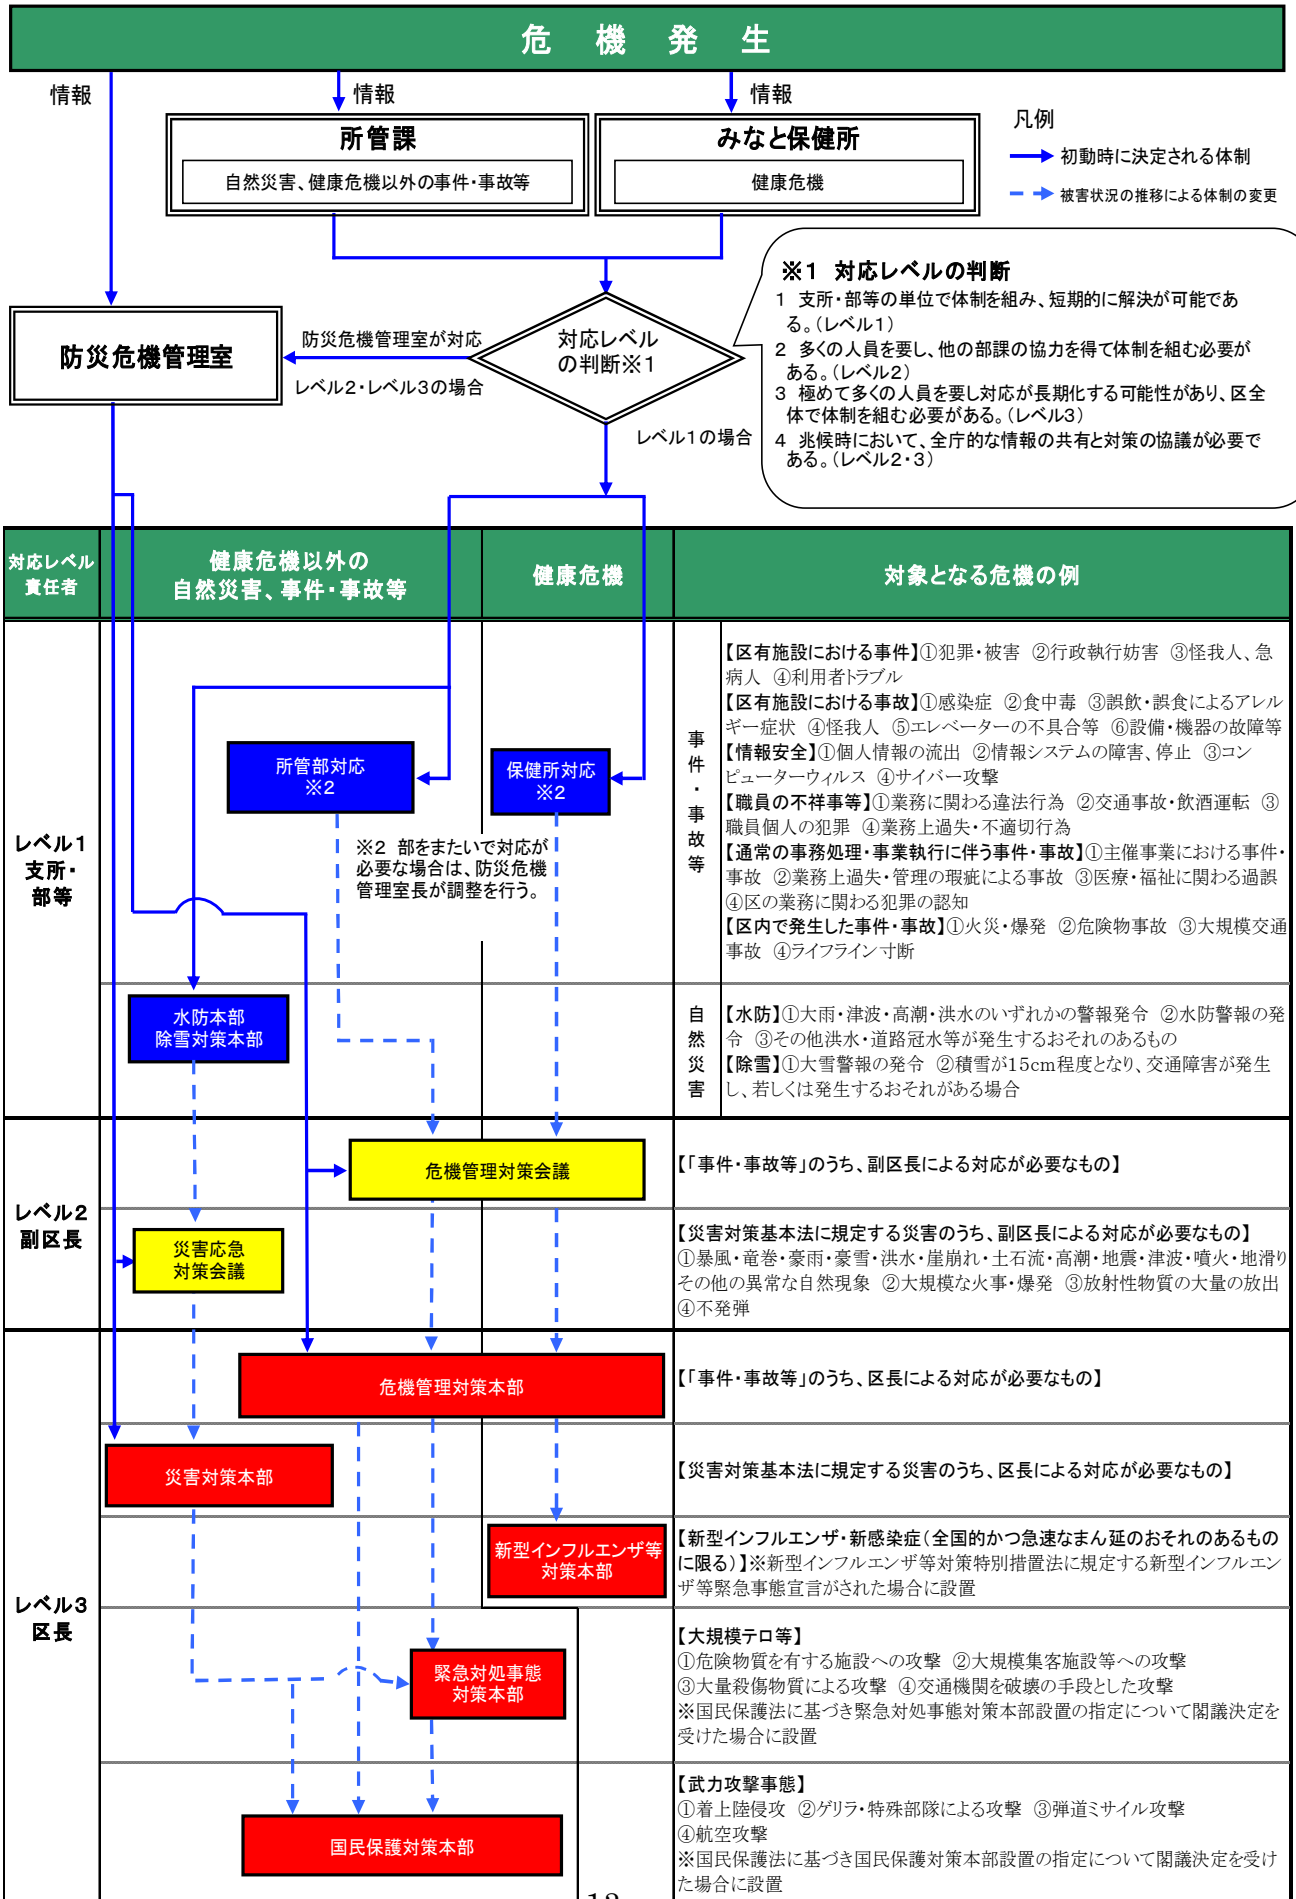 危機発生
情報
情報
情報
所管課
自然災害、健康危機以外の事件・事故等
みなと保健所
健康危機
凡例
初動時に決定される体制
被害状況の推移による体制の変更
※1 対応レベルの判断
1 支所・部等の単位で体制を組み、短期的に解決が可能であ
る。(レベル1)
2 多くの人員を要し、他の部課の協力を得て体制を組む必要が
ある。(レベル2)
3 極めて多くの人員を要し対応が長期化する可能性があり、区全
体で体制を組む必要がある。(レベル3)
4 兆候時において、全庁的な情報の共有と対策の協議が必要で
ある。(レベル2・3)
防災危機管理室
防災危機管理室が対応
レベル2・レベル3の場合
対応レベル
の判断※1
レベル1の場合
対応レベル
責任者
健康危機以外の
自然災害、事件・事故等
健康危機
対象となる危機の例
レベル1
支所・
部等
所管部対応
※2
保健所対応
※2
※2 部をまたいで対応が
必要な場合は、防災危機
管理室長が調整を行う。
事件・事故等
【区有施設における事件】①犯罪・被害 ②行政執行妨害 ③怪我人、急
病人 ④利用者トラブル
【区有施設における事故】①感染症 ②食中毒 ③誤飲・誤食によるアレル
ギー症状 ④怪我人 ⑤エレベーターの不具合等 ⑥設備・機器の故障等
【情報安全】①個人情報の流出 ②情報システムの障害、停止 ③コン
ピューターウィルス ④サイバー攻撃
【職員の不祥事等】①業務に関わる違法行為 ②交通事故・飲酒運転 ③
職員個人の犯罪 ④業務上過失・不適切行為
【通常の事務処理・事業執行に伴う事件・事故】①主催事業における事件・
事故 ②業務上過失・管理の瑕疵による事故 ③医療・福祉に関わる過誤
④区の業務に関わる犯罪の認知
【区内で発生した事件・事故】①火災・爆発 ②危険物事故 ③大規模交通
事故 ④ライフライン寸断
水防本部
除雪対策本部
自然災害
【水防】①大雨・津波・高潮・洪水のいずれかの警報発令 ②水防警報の発
令 ③その他洪水・道路冠水等が発生するおそれのあるもの
【除雪】①大雪警報の発令 ②積雪が15cm程度となり、交通障害が発生
し、若しくは発生するおそれがある場合
レベル2
副区長
危機管理対策会議
【「事件・事故等」のうち、副区長による対応が必要なもの】
災害応急
対策会議
【災害対策基本法に規定する災害のうち、副区長による対応が必要なもの】
①暴風・竜巻・豪雨・豪雪・洪水・崖崩れ・土石流・高潮・地震・津波・噴火・地滑り
その他の異常な自然現象 ②大規模な火事・爆発 ③放射性物質の大量の放出
④不発弾
レベル3
区長
危機管理対策本部
【「事件・事故等」のうち、区長による対応が必要なもの】
災害対策本部
【災害対策基本法に規定する災害のうち、区長による対応が必要なもの】
新型インフルエンザ等
対策本部
【新型インフルエンザ・新感染症(全国的かつ急速なまん延のおそれのあるもの
に限る)】※新型インフルエンザ等対策特別措置法に規定する新型インフルエン
ザ等緊急事態宣言がされた場合に設置
緊急対処事態
対策本部
【大規模テロ等】
①危険物質を有する施設への攻撃 ②大規模集客施設等への攻撃
③大量殺傷物質による攻撃 ④交通機関を破壊の手段とした攻撃
※国民保護法に基づき緊急対処事態対策本部設置の指定について閣議決定を
受けた場合に設置
国民保護対策本部
【武力攻撃事態】
①着上陸侵攻 ②ゲリラ・特殊部隊による攻撃 ③弾道ミサイル攻撃
④航空攻撃
※国民保護法に基づき国民保護対策本部設置の指定について閣議決定を受け
た場合に設置